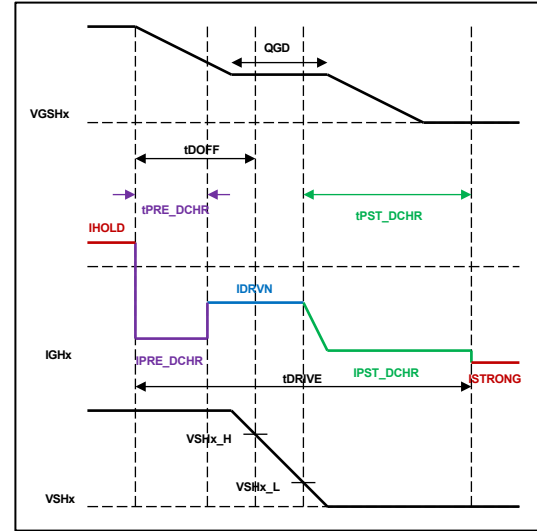 QGD
VGSHx
tDOFF
tPRE_DCHR
tPST_DCHR
IHOLD
IDRVN
IGHx
IPRE_DCHR
IPST_DCHR
ISTRONG
tDRIVE
VSHx_H
VSHx_L
VSHx